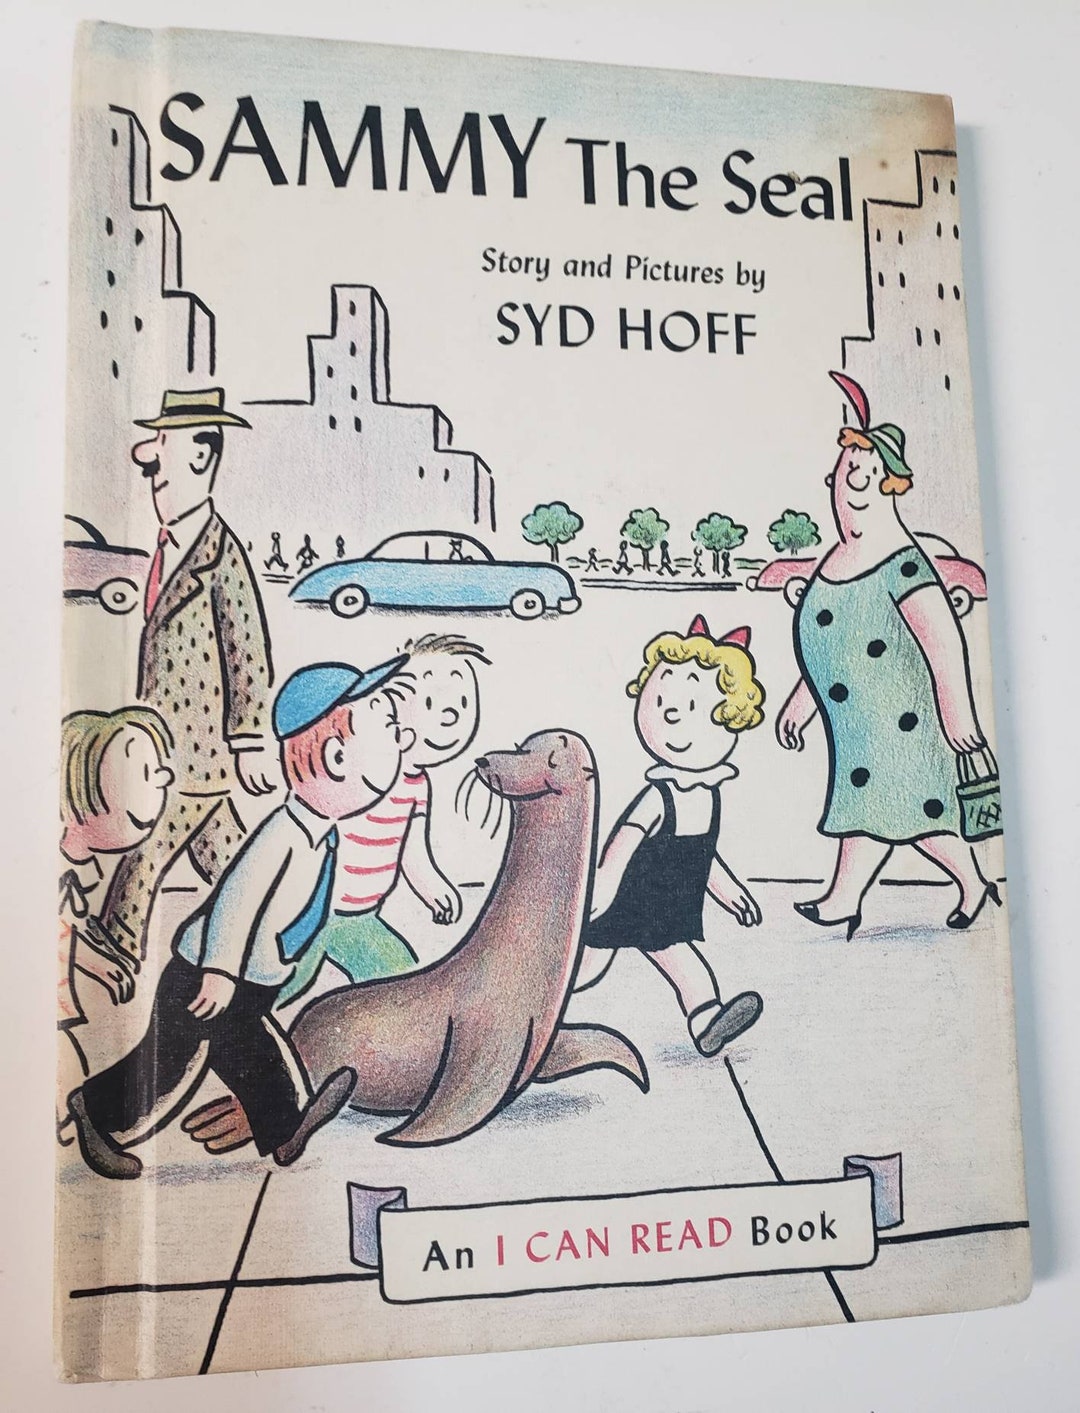 SAMMY The Seal
Story and Pictures by
SYD HOFF
An I CAN READ Book